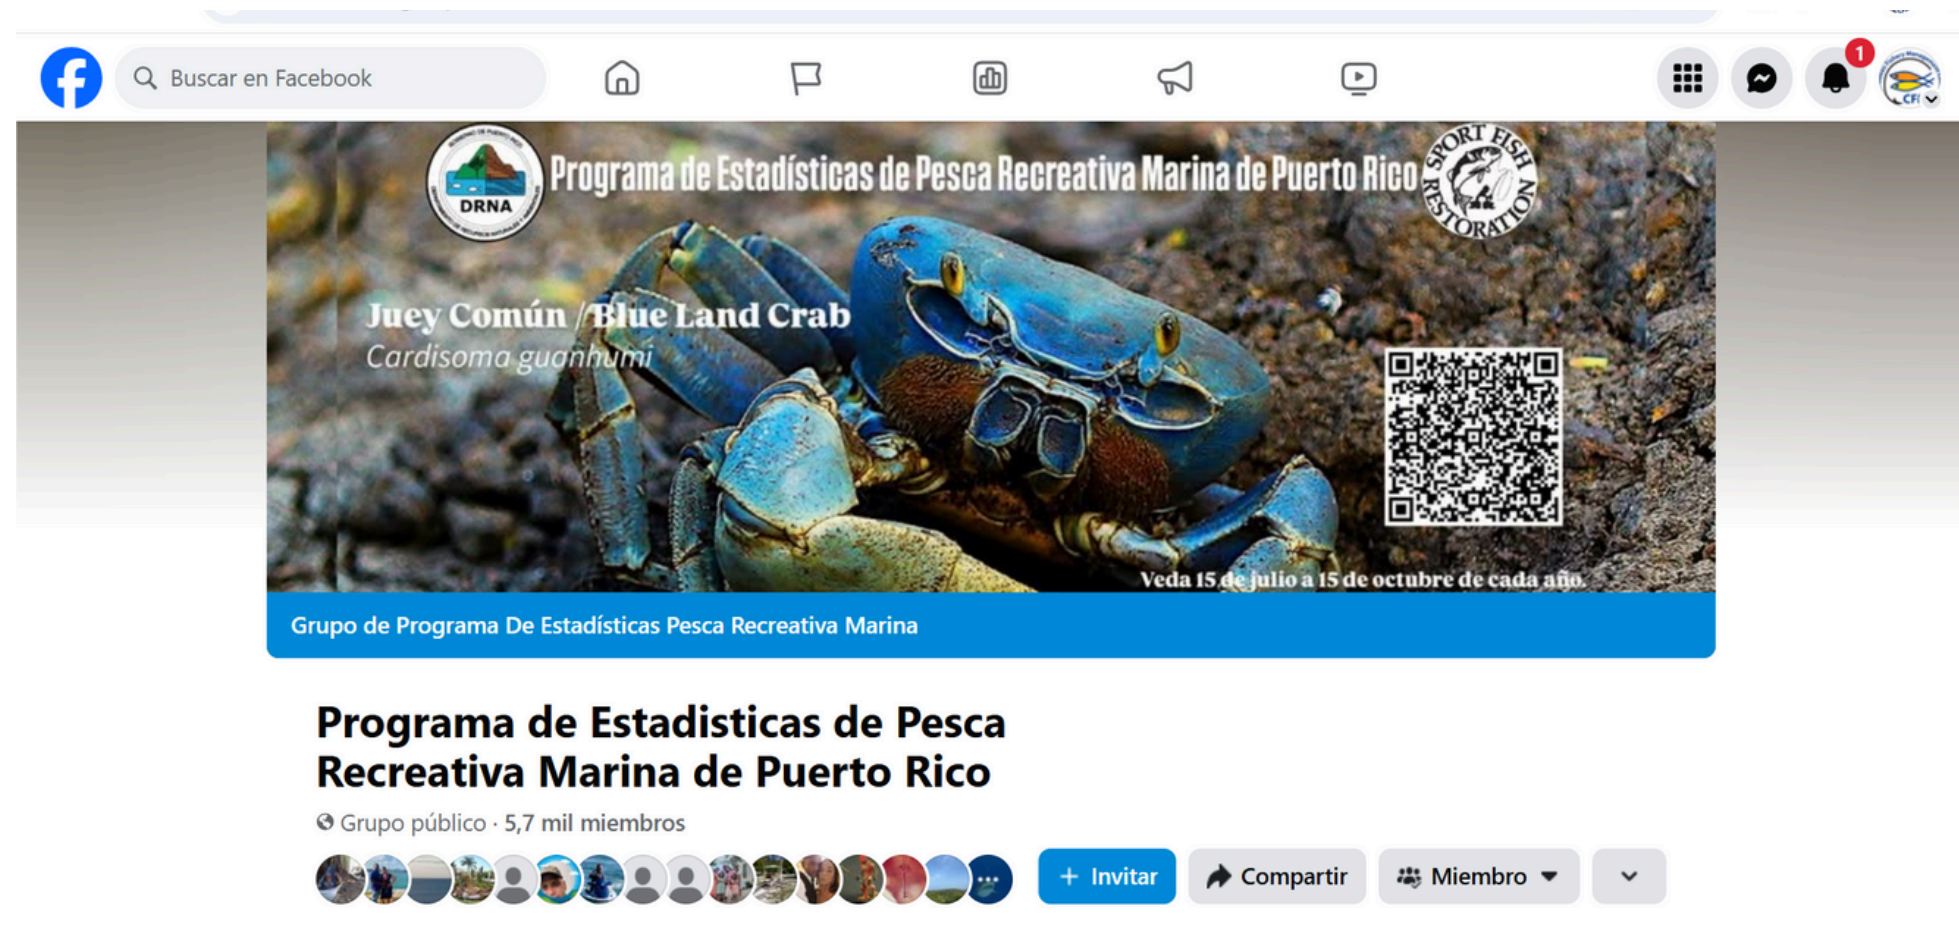 Buscar en Facebook
1
DRNA
Programa de Estadísticas de Pesca Recreativa Marina de Puerto Rico
SPORT FISH
RESTORATION
Juey Común / Blue Land Crab
Cardisoma guanhumi
Veda 15 de julio a 15 de octubre de cada año.
Grupo de Programa De Estadísticas Pesca Recreativa Marina
Programa de Estadisticas de Pesca
Recreativa Marina de Puerto Rico
Grupo público · 5,7 mil miembros
+ Invitar
Compartir
Miembro